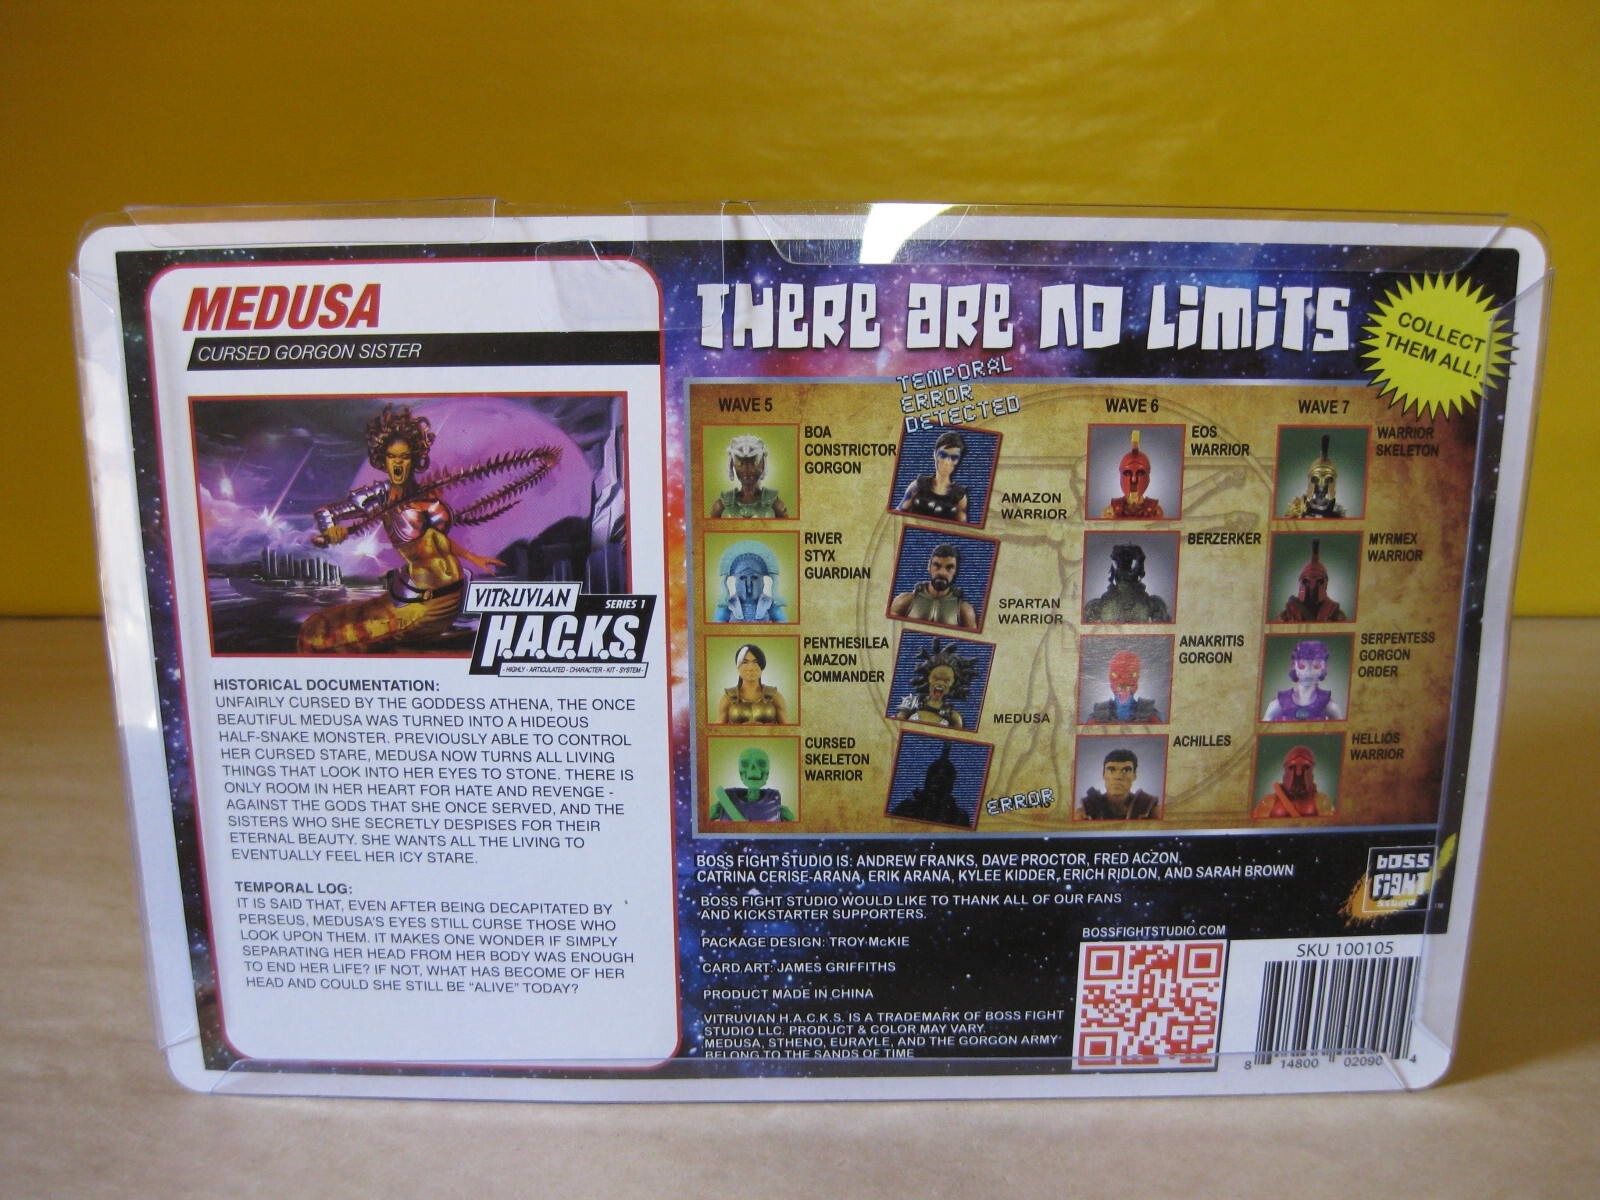 MEDUSA
CURSED GORGON SISTER
VITRUVIAN
SERIES 1
H.A.C.K.S.
- HIGHLY - ARTICULATED - CHARACTER - KIT - SYSTEM -
HISTORICAL DOCUMENTATION:
UNFAIRLY CURSED BY THE GODDESS ATHENA, THE ONCE
BEAUTIFUL MEDUSA WAS TURNED INTO A HIDEOUS
HALF-SNAKE MONSTER. PREVIOUSLY ABLE TO CONTROL
HER CURSED STARE, MEDUSA NOW TURNS ALL LIVING
THINGS THAT LOOK INTO HER EYES TO STONE. THERE IS
ONLY ROOM IN HER HEART FOR HATE AND REVENGE -
AGAINST THE GODS THAT SHE ONCE SERVED, AND THE
SISTERS WHO SHE SECRETLY DESPISES FOR THEIR
ETERNAL BEAUTY. SHE WANTS ALL THE LIVING TO
EVENTUALLY FEEL HER ICY STARE.
TEMPORAL LOG:
IT IS SAID THAT, EVEN AFTER BEING DECAPITATED BY
PERSEUS, MEDUSA'S EYES STILL CURSE THOSE WHO
LOOK UPON THEM. IT MAKES ONE WONDER IF SIMPLY
SEPARATING HER HEAD FROM HER BODY WAS ENOUGH
TO END HER LIFE? IF NOT, WHAT HAS BECOME OF HER
HEAD AND COULD SHE STILL BE "ALIVE" TODAY?
THERE ARE NO LIMITS
COLLECT
THEM ALL!
WAVE 5
BOA
CONSTRICTOR
GORGON
RIVER
STYX
GUARDIAN
PENTHESILEA
AMAZON
COMMANDER
CURSED
SKELETON
WARRIOR
TEMPORAL
ERROR
DETECTED
AMAZON
WARRIOR
SPARTAN
WARRIOR
MEDUSA
ERROR
WAVE 6
EOS
WARRIOR
BERZERKER
ANAKRITIS
GORGON
ACHILLES
WAVE 7
WARRIOR
SKELETON
MYRMEX
WARRIOR
SERPENTESS
GORGON
ORDER
HELLIOS
WARRIOR
BOSS FIGHT STUDIO IS: ANDREW FRANKS, DAVE PROCTOR, FRED ACZON,
CATRINA CERISE-ARANA, ERIK ARANA, KYLEE KIDDER, ERICH RIDLON, AND SARAH BROWN
BOSS FIGHT STUDIO WOULD LIKE TO THANK ALL OF OUR FANS
AND KICKSTARTER SUPPORTERS.
PACKAGE DESIGN: TROY McKIE
CARD ART: JAMES GRIFFITHS
PRODUCT MADE IN CHINA
VITRUVIAN H.A.C.K.S. IS A TRADEMARK OF BOSS FIGHT
STUDIO LLC. PRODUCT & COLOR MAY VARY.
MEDUSA, STHENO, EURAYLE, AND THE GORGON ARMY
BELONG TO THE SANDS OF TIME
BOSS
FIGHT
STUDIO
TM
BOSSFIGHTSTUDIO.COM
SKU 100105
8 14800 02090 4